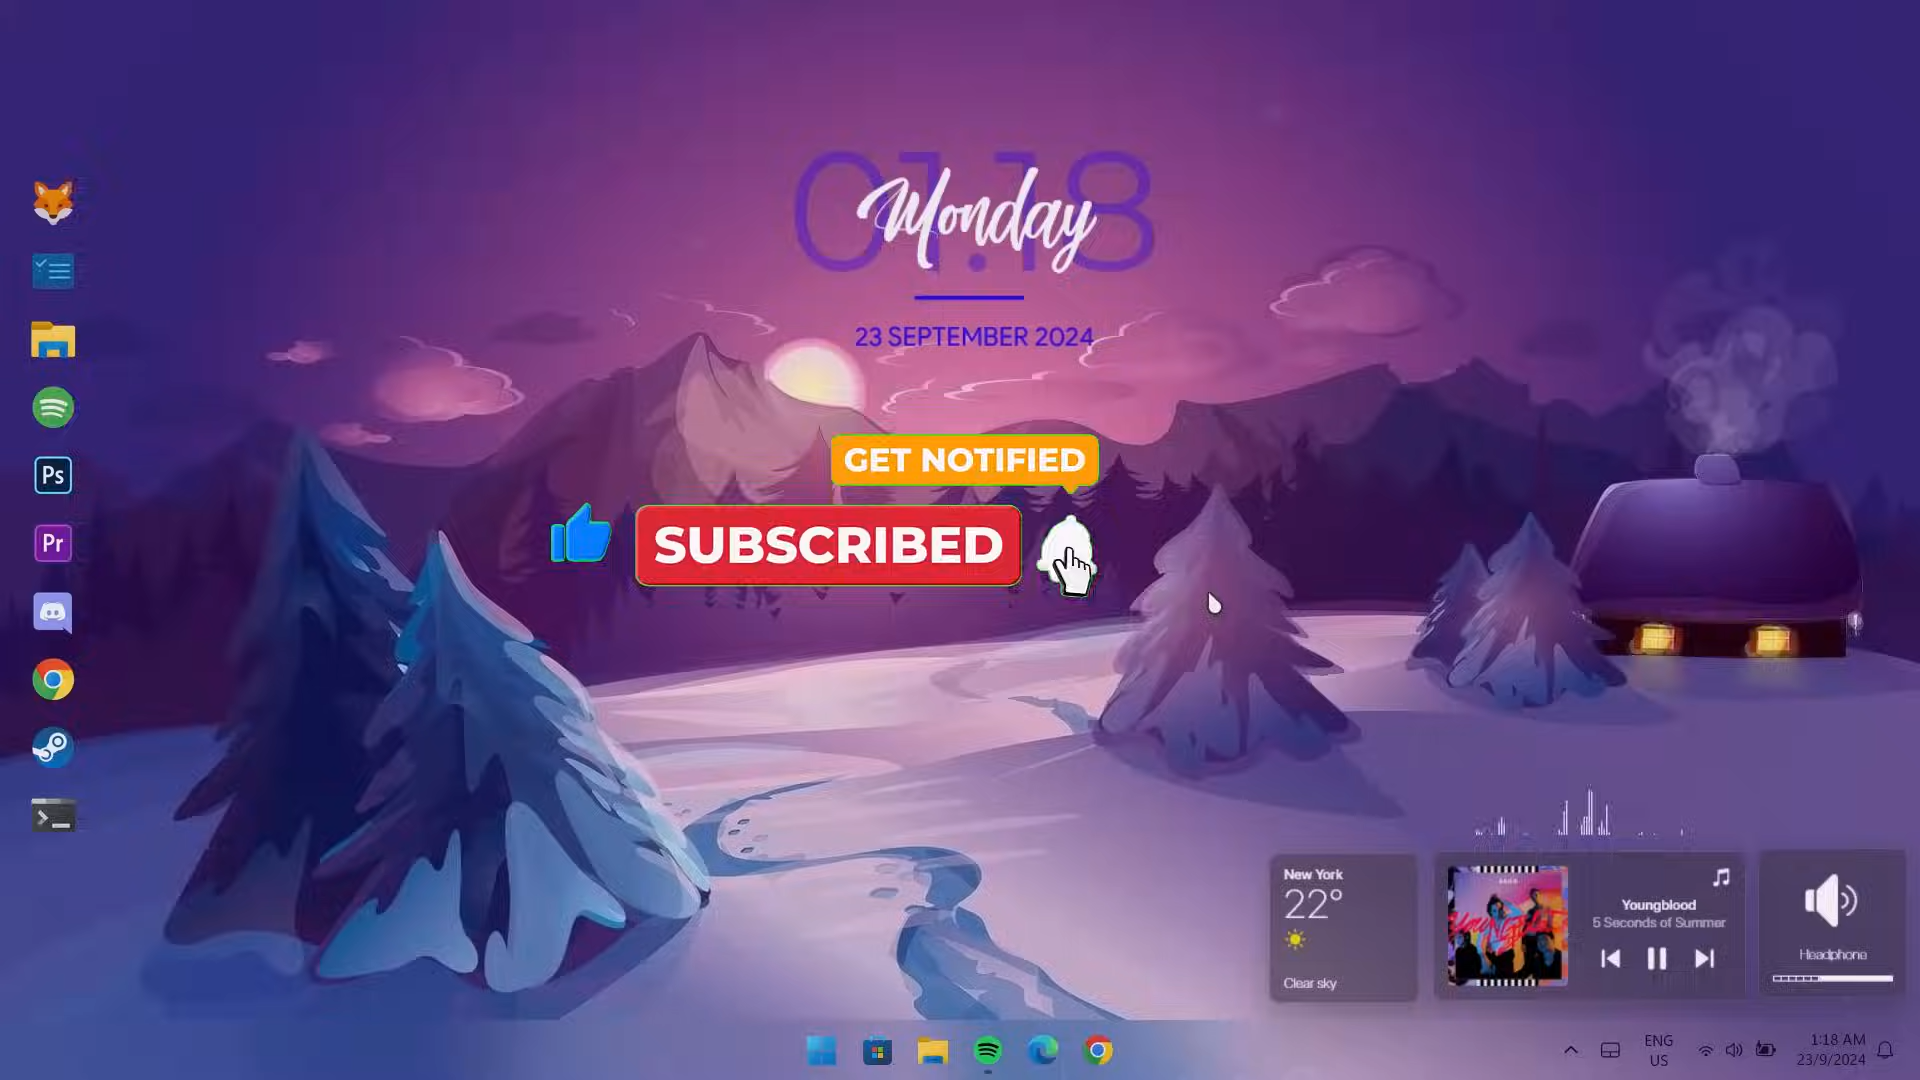 01.18
Monday
23 SEPTEMBER 2024
GET NOTIFIED
SUBSCRIBED
Ps
Pr
New York
22°
Clear sky
Youngblood
5 Seconds of Summer
Headphone
ENG
US
1:18 AM
23/9/2024